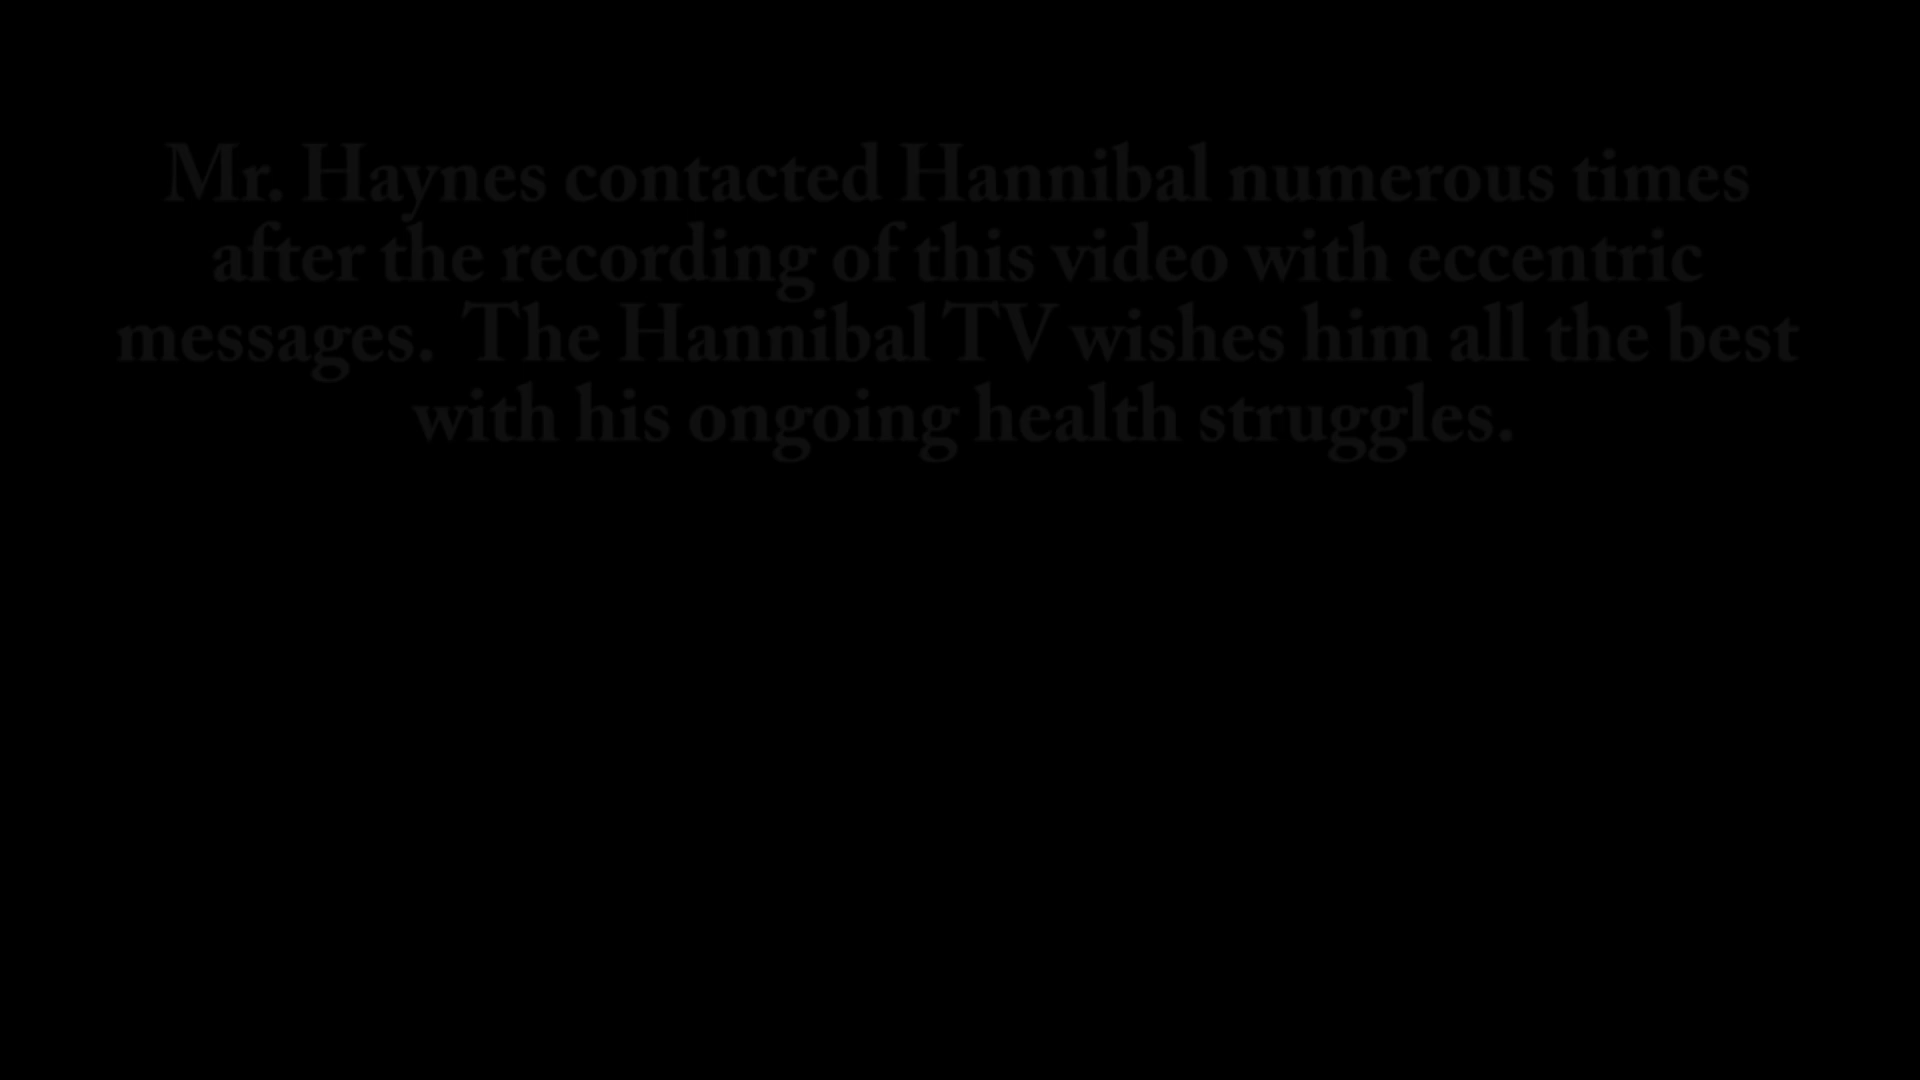 Mr. Haynes contacted Hannibal numerous times
after the recording of this video with eccentric
messages.  The Hannibal TV wishes him all the best
with his ongoing health struggles.